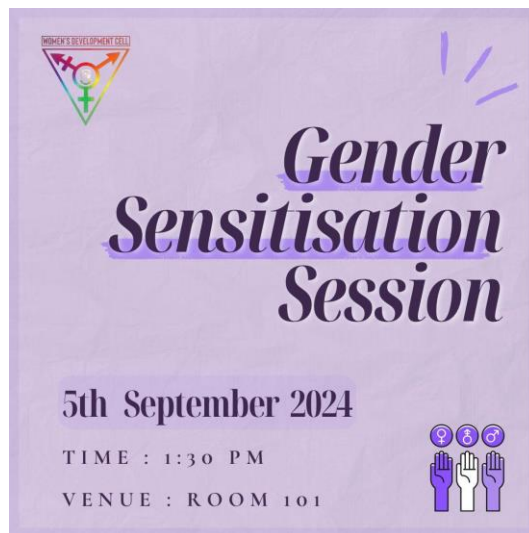 WOMEN'S DEVELOPMENT CELL
Gender
Sensitisation
Session
5th September 2024
TIME : 1:30 PM
VENUE : ROOM 101